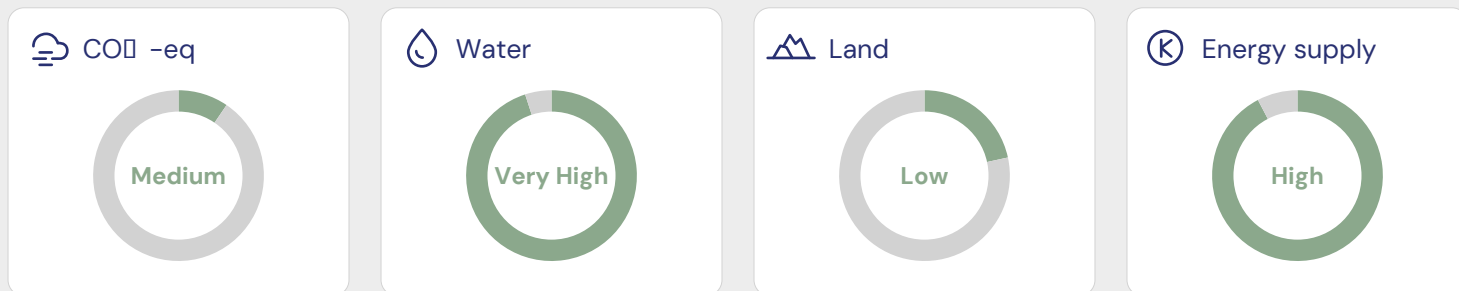 CO▯ -eq
Water
Land
Energy supply
Medium
Very High
Low
High